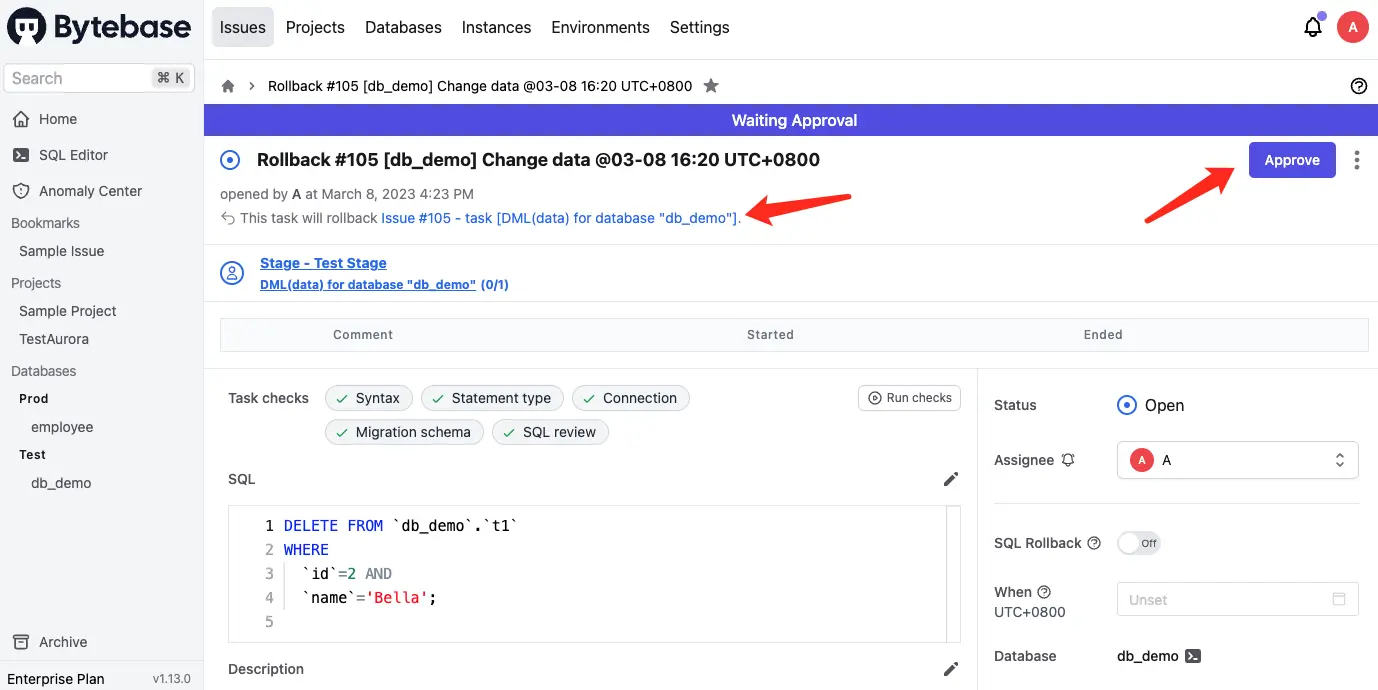 Bytebase
Issues Projects Databases Instances Environments Settings
A
Search ⌘ K
Rollback #105 [db_demo] Change data @03-08 16:20 UTC+0800
Waiting Approval
Home
SQL Editor
Anomaly Center
Bookmarks
Sample Issue
Projects
Sample Project
TestAurora
Databases
Prod
employee
Test
db_demo
Archive
Enterprise Plan v1.13.0
Rollback #105 [db_demo] Change data @03-08 16:20 UTC+0800
Approve
opened by A at March 8, 2023 4:23 PM
This task will rollback Issue #105 - task [DML(data) for database "db_demo"].
Stage - Test Stage
DML(data) for database "db_demo" (0/1)
Comment Started Ended
Task checks Syntax Statement type Connection Run checks
Migration schema SQL review
SQL
1 DELETE FROM `db_demo`.`t1`
2 WHERE
3 `id`=2 AND
4 `name`='Bella';
5
Description
Status Open
Assignee A A
SQL Rollback Off
When
UTC+0800
Unset
Database db_demo